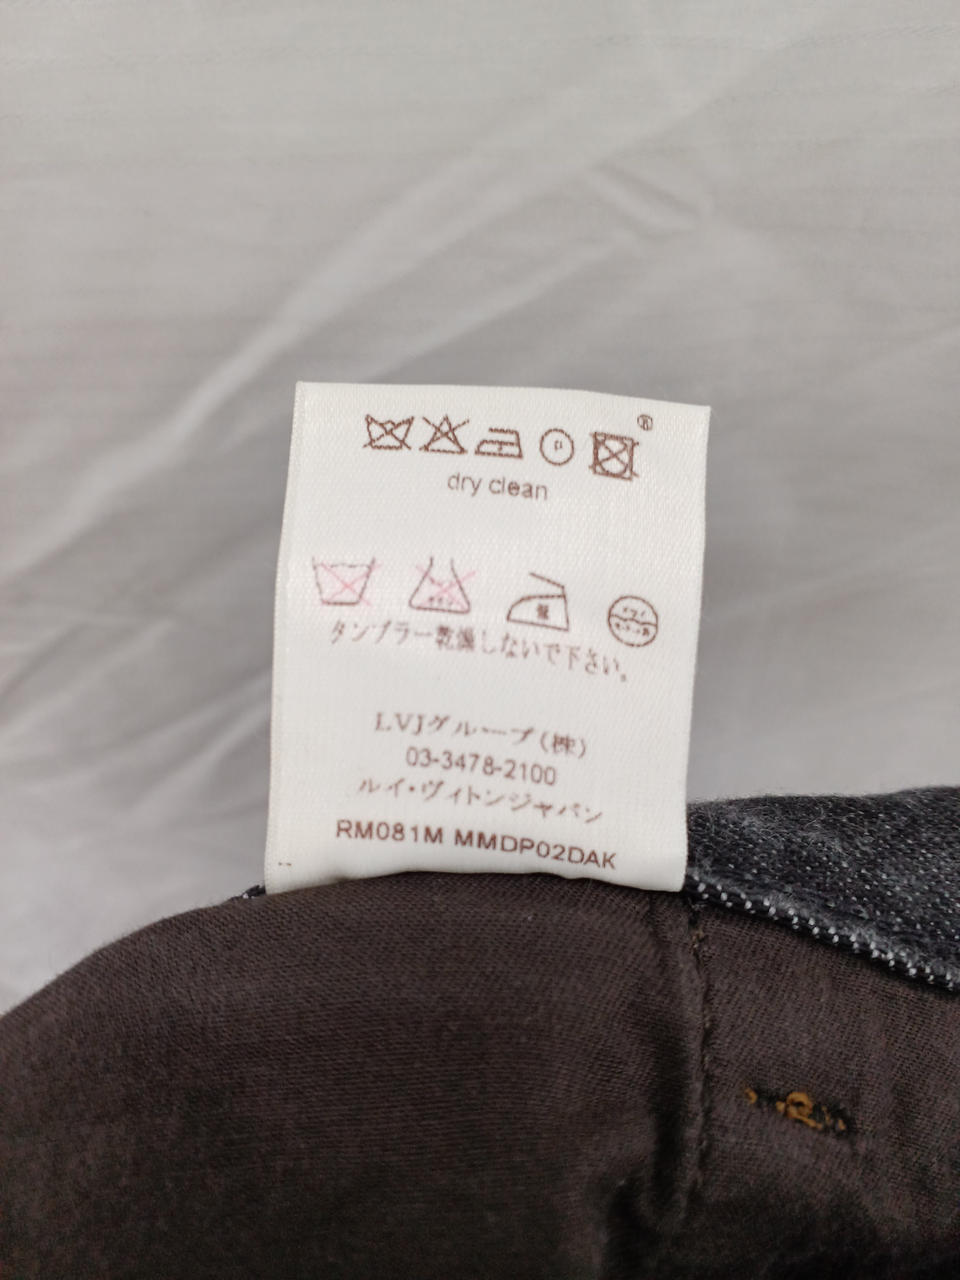 ®
P
dry clean
タンブラー乾燥しないで下さい。
LVJグループ(株)
03-3478-2100
ルイ・ヴィトンジャパン
RM081M MMDP02DAK